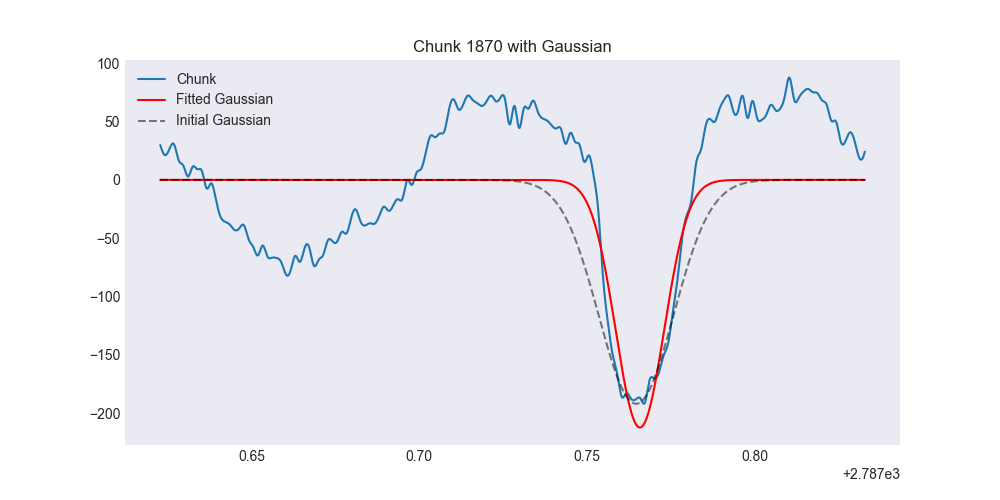 Chunk 1870 with Gaussian
100
Chunk
Fitted Gaussian
Initial Gaussian
50
0
−50
−100
−150
−200
0.65 0.70 0.75 0.80
+2.787e3